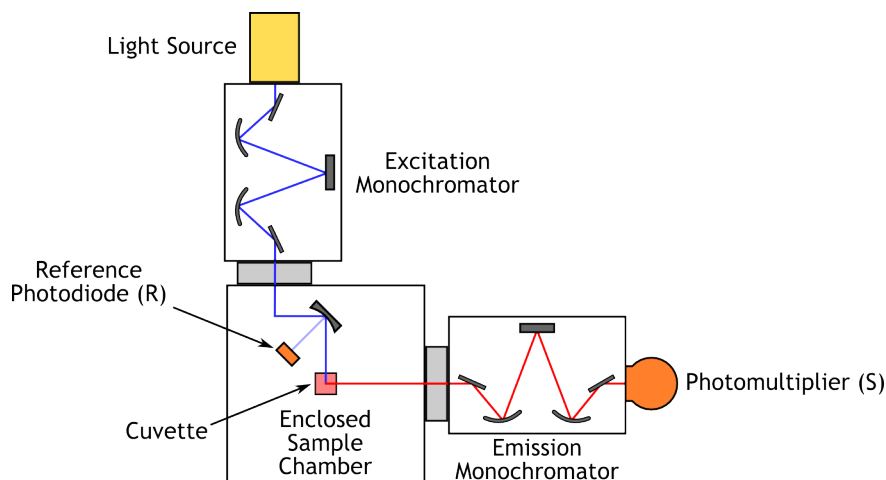 Light Source
Excitation
Monochromator
Reference
Photodiode (R)
Cuvette
Enclosed
Sample
Chamber
Photomultiplier (S)
Emission
Monochromator